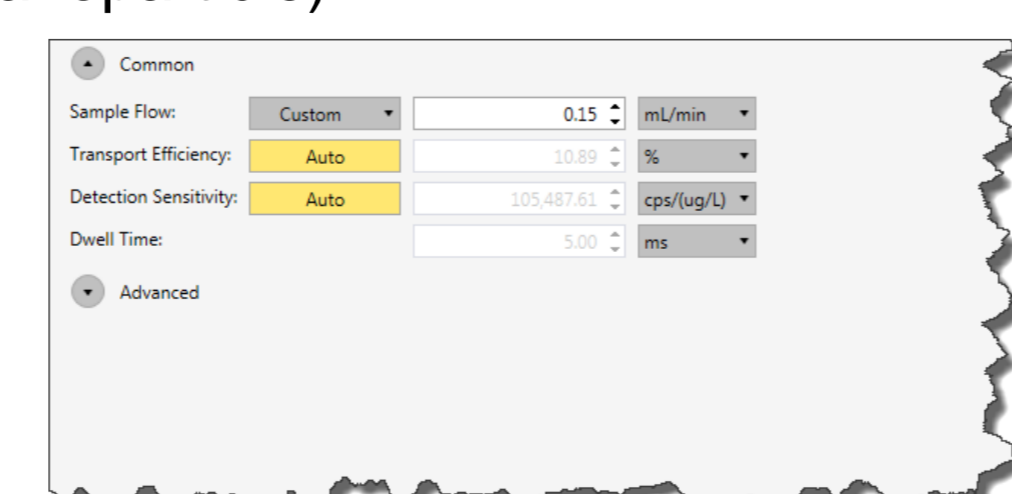 Common
Sample Flow: Custom 0.15 mL/min
Transport Efficiency: Auto 10.89 %
Detection Sensitivity: Auto 105,487.61 cps/(ug/L)
Dwell Time: 5.00 ms
Advanced